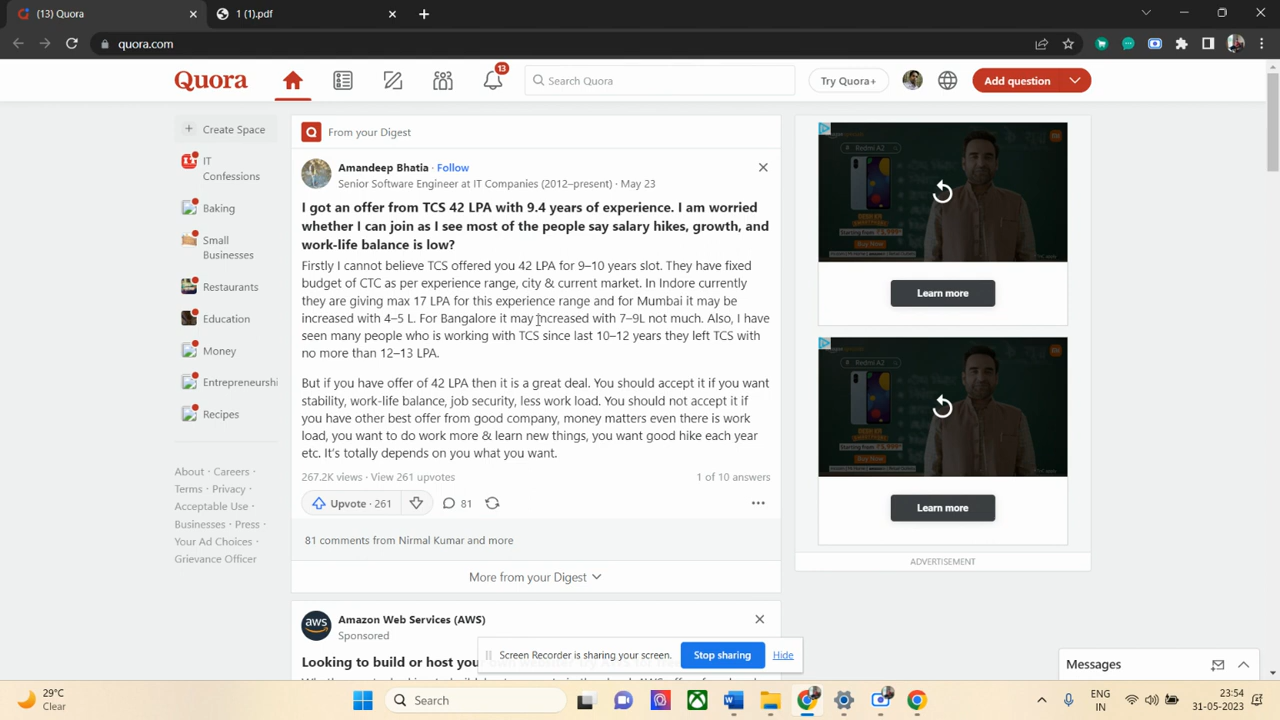 (13) Quora
1 (1).pdf
quora.com
Quora
13
Search Quora
Try Quora+
Add question
Create Space
IT
Confessions
Baking
Small
Businesses
Restaurants
Education
Money
Entrepreneurshi
Recipes
About · Careers ·
Terms · Privacy ·
Acceptable Use ·
Businesses · Press ·
Your Ad Choices ·
Grievance Officer
From your Digest
Amandeep Bhatia · Follow
Senior Software Engineer at IT Companies (2012–present) · May 23
I got an offer from TCS 42 LPA with 9.4 years of experience. I am worried
whether I can join as I see most of the people say salary hikes, growth, and
work-life balance is low?
Firstly I cannot believe TCS offered you 42 LPA for 9–10 years slot. They have fixed
budget of CTC as per experience range, city & current market. In Indore currently
they are giving max 17 LPA for this experience range and for Mumbai it may be
increased with 4–5 L. For Bangalore it may increased with 7–9L not much. Also, I have
seen many people who is working with TCS since last 10–12 years they left TCS with
no more than 12–13 LPA.
But if you have offer of 42 LPA then it is a great deal. You should accept it if you want
stability, work-life balance, job security, less work load. You should not accept it if
you have other best offer from good company, money matters even there is work
load, you want to do work more & learn new things, you want good hike each year
etc. It's totally depends on you what you want.
267.2K views · View 261 upvotes
1 of 10 answers
Upvote · 261
81
81 comments from Nirmal Kumar and more
More from your Digest
aws
Amazon Web Services (AWS)
Sponsored
Looking to build or host you
Redmi A2
Buy Now
Learn more
Redmi A2
Buy Now
Learn more
ADVERTISEMENT
Screen Recorder is sharing your screen.
Stop sharing
Hide
Messages
29°C
Clear
Search
ENG
IN
23:54
31-05-2023